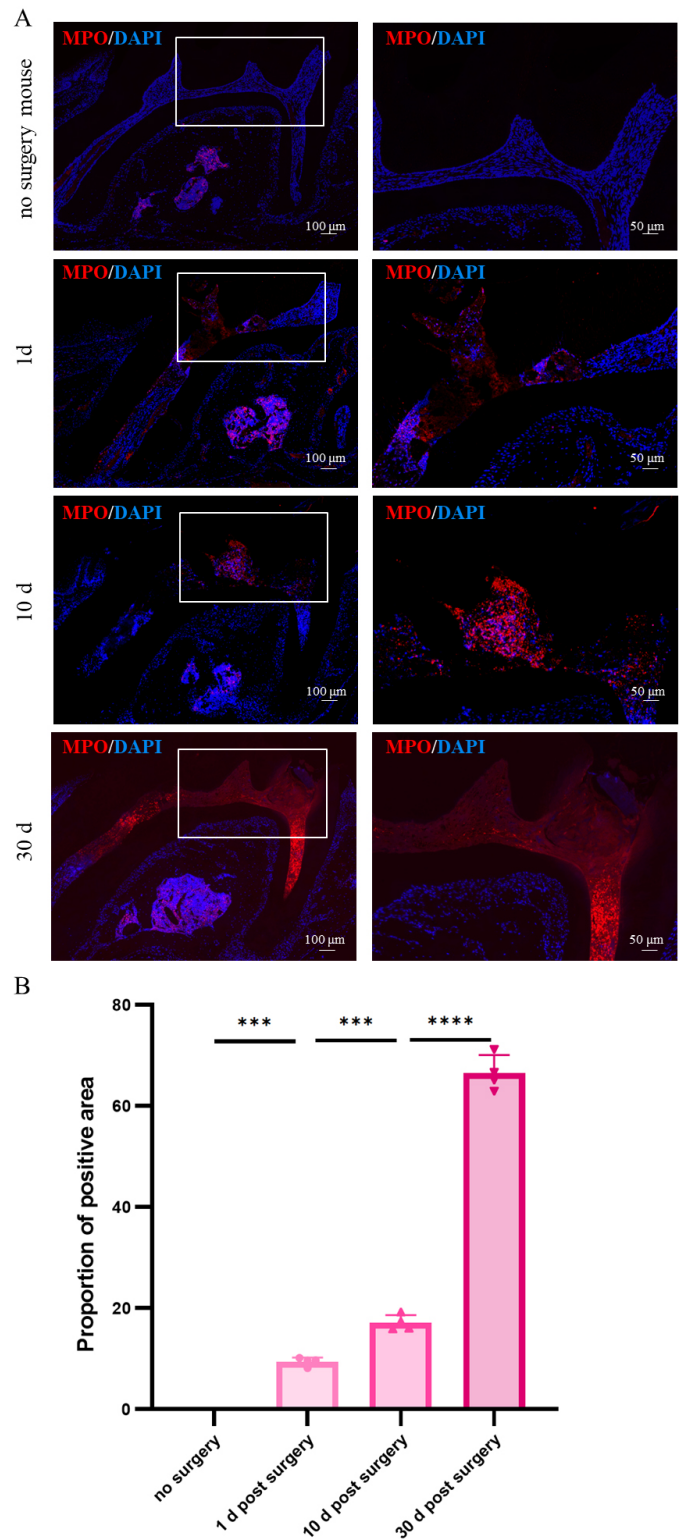 A
no surgery mouse
MPO/DAPI
100 μm
MPO/DAPI
50 μm
1d
MPO/DAPI
100 μm
MPO/DAPI
50 μm
10 d
MPO/DAPI
100 μm
MPO/DAPI
50 μm
30 d
MPO/DAPI
100 μm
MPO/DAPI
50 μm
B
Proportion of positive area
80
60
40
20
0
***
***
****
no surgery
1 d post surgery
10 d post surgery
30 d post surgery